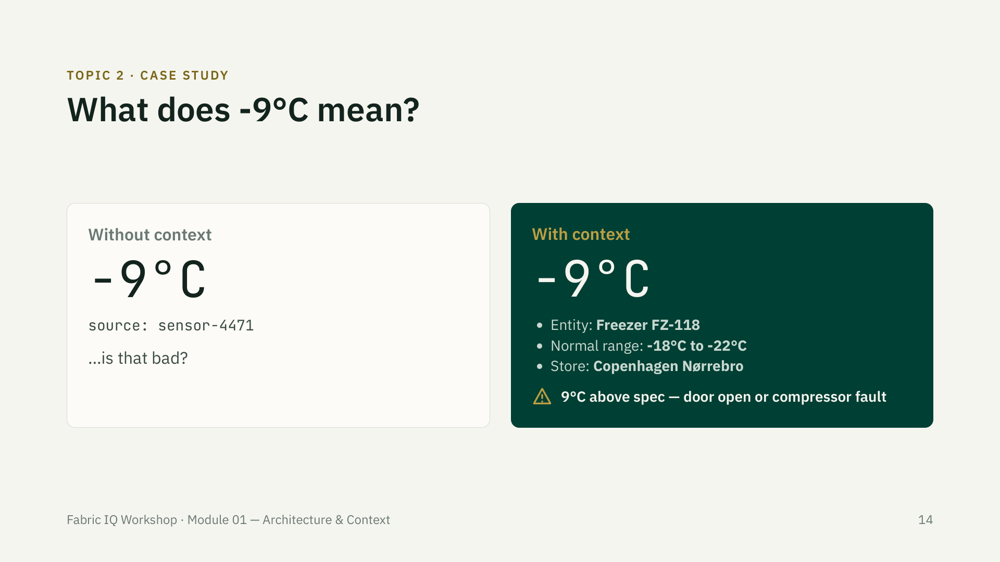 TOPIC 2 · CASE STUDY
What does -9°C mean?
Without context
-9°C
source: sensor-4471
...is that bad?
With context
-9°C
• Entity: Freezer FZ-118
• Normal range: -18°C to -22°C
• Store: Copenhagen Nørrebro
9°C above spec — door open or compressor fault
Fabric IQ Workshop · Module 01 — Architecture & Context
14